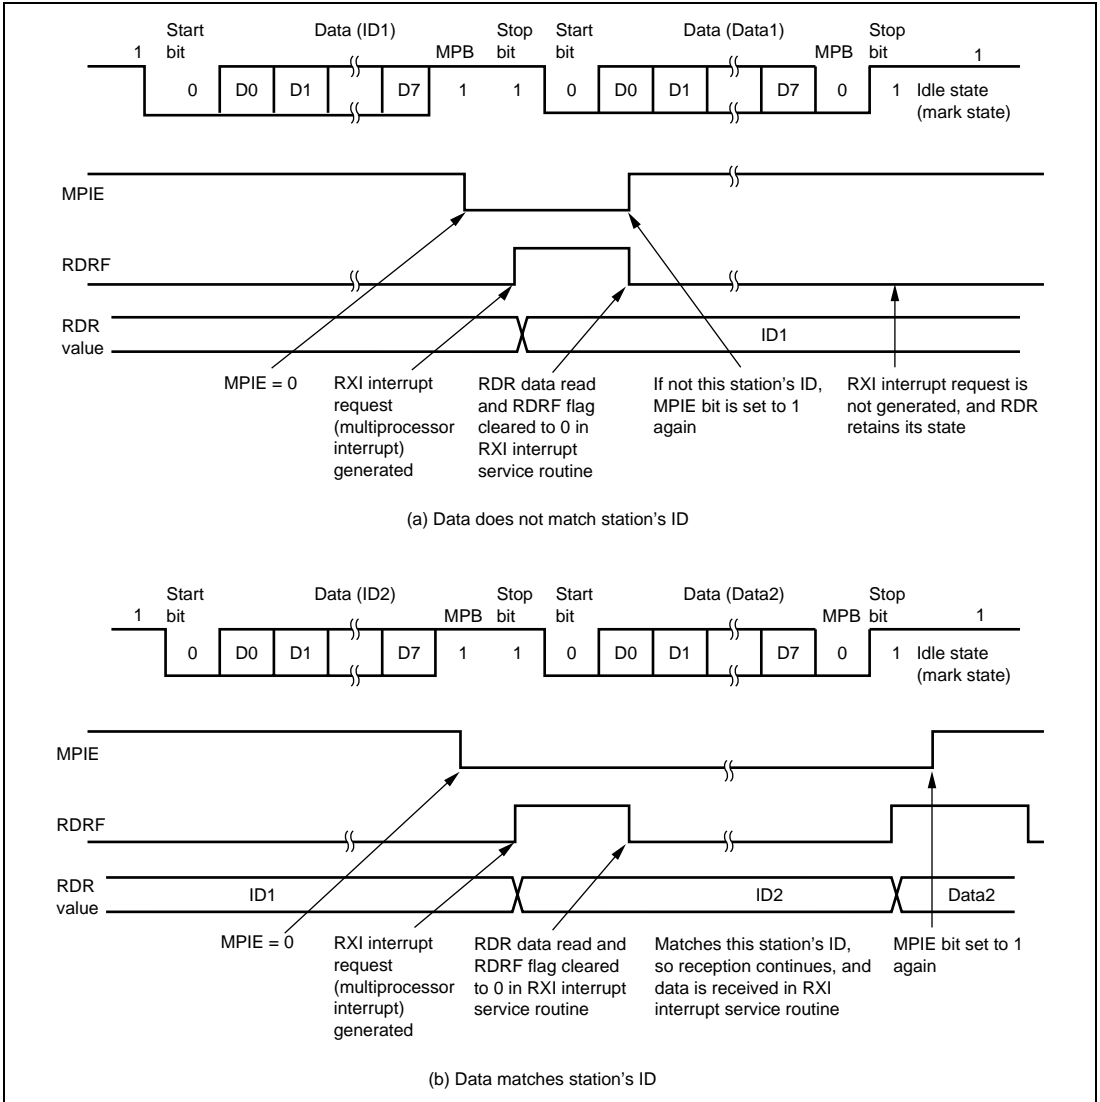 Start Data (ID1) Stop Start Data (Data1) Stop
1 bit MPB bit bit MPB bit 1
0 D0 D1 D7 1 1 0 D0 D1 D7 0 1 Idle state
(mark state)
MPIE
RDRF
RDR
value
ID1
MPIE = 0
RXI interrupt
request
(multiprocessor
interrupt)
generated
RDR data read
and RDRF flag
cleared to 0 in
RXI interrupt
service routine
If not this station's ID,
MPIE bit is set to 1
again
RXI interrupt request is
not generated, and RDR
retains its state
(a) Data does not match station's ID
Start Data (ID2) Stop Start Data (Data2) Stop
1 bit MPB bit bit MPB bit 1
0 D0 D1 D7 1 1 0 D0 D1 D7 0 1 Idle state
(mark state)
MPIE
RDRF
RDR
value
ID1 ID2 Data2
MPIE = 0
RXI interrupt
request
(multiprocessor
interrupt)
generated
RDR data read and
RDRF flag cleared
to 0 in RXI interrupt
service routine
Matches this station's ID,
so reception continues, and
data is received in RXI
interrupt service routine
MPIE bit set to 1
again
(b) Data matches station's ID